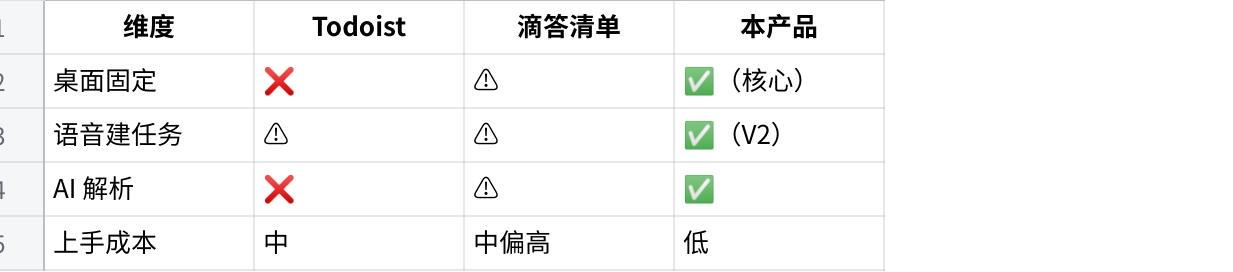 维度 Todoist 滴答清单 本产品
2 桌面固定 ❌ ⚠ ✅（核心）
语音建任务 ⚠ ⚠ ✅（V2）
AI 解析 ❌ ⚠ ✅
上手成本 中 中偏高 低